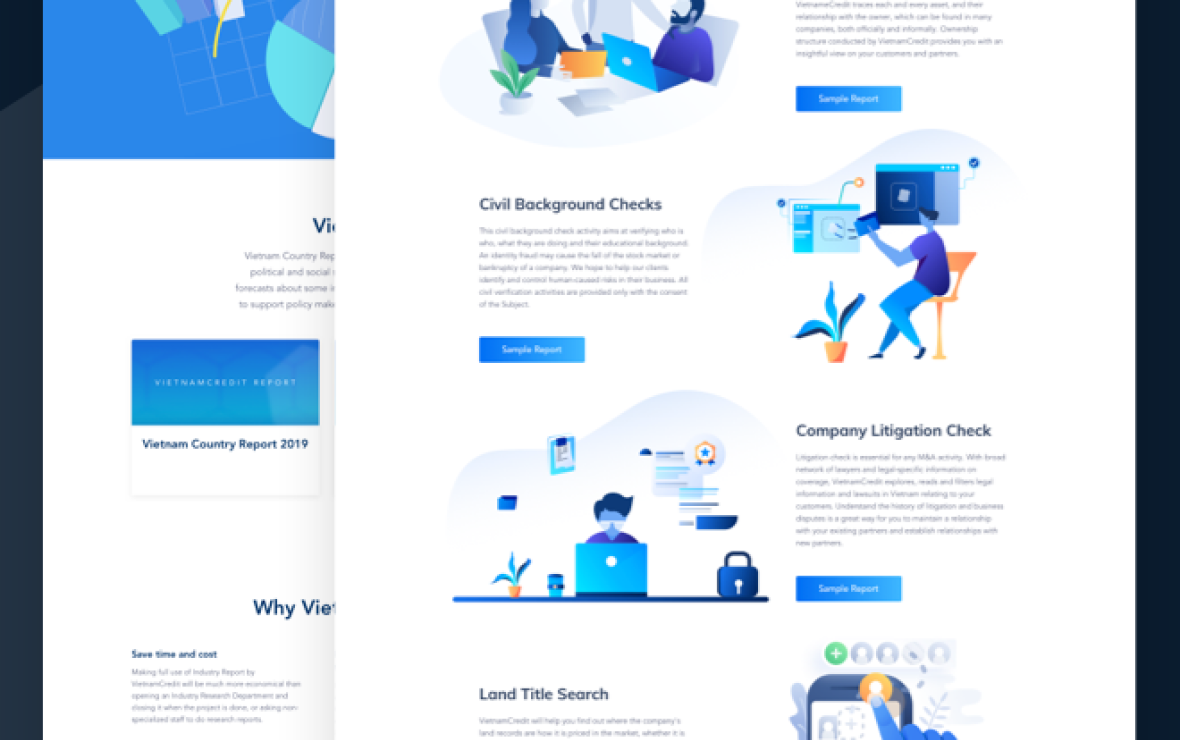 Vi
Vietnam Country Rep
political and social
forecasts about some i
to support policy mak
VIETNAMCREDIT REPORT
Vietnam Country Report 2019
Why Viet
Save time and cost
Making full use of Industry Report by
VietnamCredit will be much more economical than
opening an Industry Research Department and
closing it when the project is done, or asking non-
specialized staff to do research reports.
VietnameCredit traces each and every asset, and their
relationship with the owner, which can be found in many
companies, both officially and informally. Ownership
structure conducted by VietnamCredit provides you with an
insightful view on your customers and partners.
Sample Report
Civil Background Checks
This civil background check activity aims at verifying who is
who, what they are doing and their educational background.
An identity fraud may cause the fall of the stock market or
bankruptcy of a company. We hope to help our clients
identify and control human-caused risks in their business. All
civil verification activities are provided only with the consent
of the Subject.
Sample Report
Company Litigation Check
Litigation check is essential for any M&A activity. With broad
network of lawyers and legal-specific information on
coverage, VietnamCredit explores, reads and filters legal
information and lawsuits in Vietnam relating to your
customers. Understand the history of litigation and business
disputes is a great way for you to maintain a relationship
with your existing partners and establish relationships with
new partners.
Sample Report
Land Title Search
VietnamCredit will help you find out where the company's
land records are how it is priced in the market, whether it is